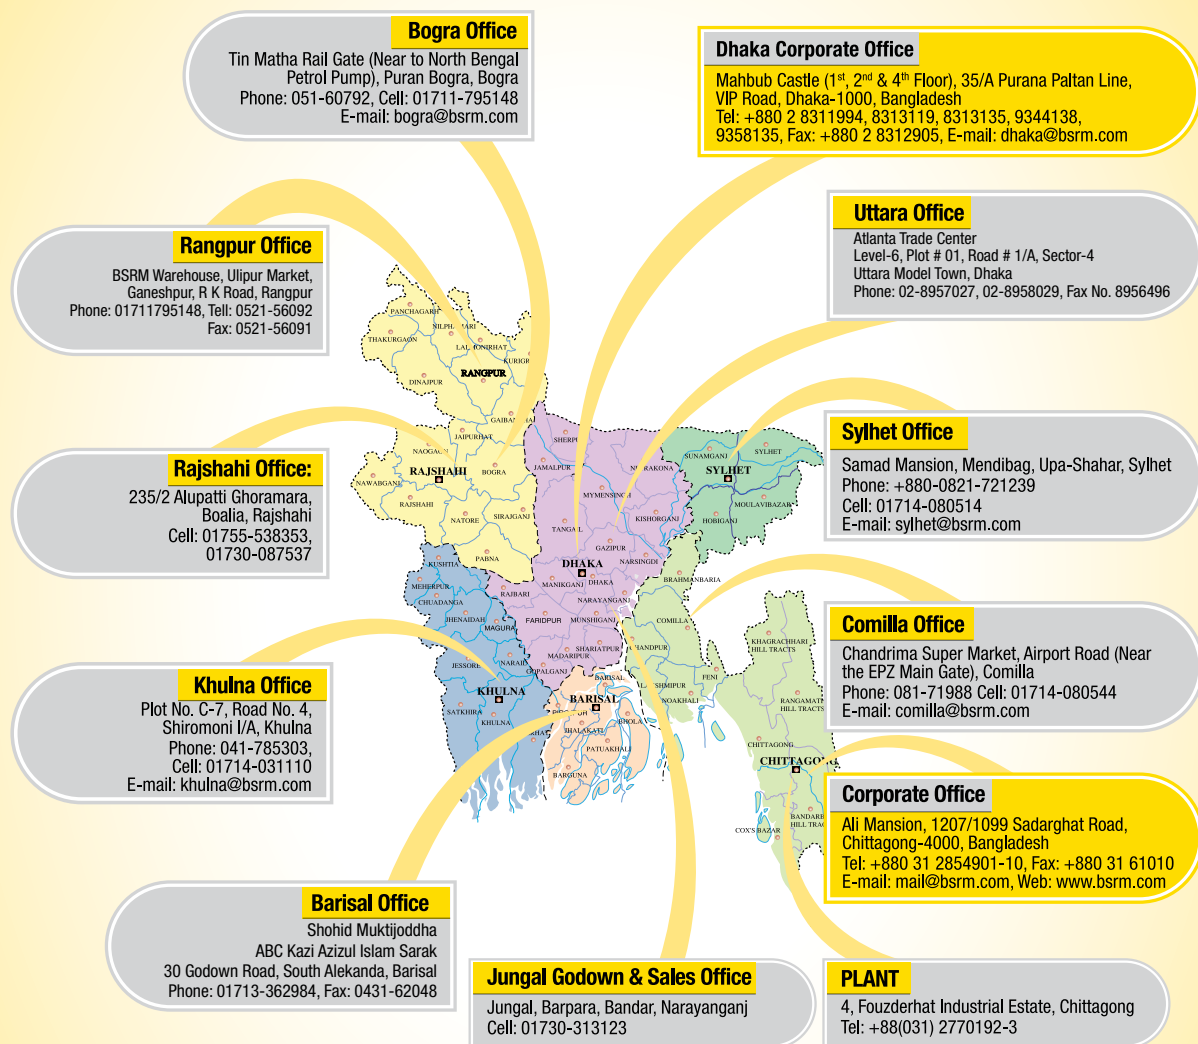 Bogra Office
Tin Matha Rail Gate (Near to North Bengal
Petrol Pump), Puran Bogra, Bogra
Phone: 051-60792, Cell: 01711-795148
E-mail: bogra@bsrm.com
Dhaka Corporate Office
Mahbub Castle (1st, 2nd & 4th Floor), 35/A Purana Paltan Line,
VIP Road, Dhaka-1000, Bangladesh
Tel: +880 2 8311994, 8313119, 8313135, 9344138,
9358135, Fax: +880 2 8312905, E-mail: dhaka@bsrm.com
Rangpur Office
BSRM Warehouse, Ulipur Market,
Ganeshpur, R K Road, Rangpur
Phone: 01711795148, Tell: 0521-56092
Fax: 0521-56091
Uttara Office
Atlanta Trade Center
Level-6, Plot # 01, Road # 1/A, Sector-4
Uttara Model Town, Dhaka
Phone: 02-8957027, 02-8958029, Fax No. 8956496
Rajshahi Office:
235/2 Alupatti Ghoramara,
Boalia, Rajshahi
Cell: 01755-538353,
01730-087537
Sylhet Office
Samad Mansion, Mendibag, Upa-Shahar, Sylhet
Phone: +880-0821-721239
Cell: 01714-080514
E-mail: sylhet@bsrm.com
Khulna Office
Plot No. C-7, Road No. 4,
Shiromoni I/A, Khulna
Phone: 041-785303,
Cell: 01714-031110
E-mail: khulna@bsrm.com
Comilla Office
Chandrima Super Market, Airport Road (Near
the EPZ Main Gate), Comilla
Phone: 081-71988 Cell: 01714-080544
E-mail: comilla@bsrm.com
Corporate Office
Ali Mansion, 1207/1099 Sadarghat Road,
Chittagong-4000, Bangladesh
Tel: +880 31 2854901-10, Fax: +880 31 61010
E-mail: mail@bsrm.com, Web: www.bsrm.com
Barisal Office
Shohid Muktijoddha
ABC Kazi Azizul Islam Sarak
30 Godown Road, South Alekanda, Barisal
Phone: 01713-362984, Fax: 0431-62048
Jungal Godown & Sales Office
Jungal, Barpara, Bandar, Narayanganj
Cell: 01730-313123
PLANT
4, Fouzderhat Industrial Estate, Chittagong
Tel: +88(031) 2770192-3
PANCHAGARH
THAKURGAON
KURIGR
RANGPUR
DINAJPUR
JAIPURHAT
NAOGAON
RAJSHAHI
BOGRA
NAWABGANJ
RAJSHAHI
NATORE
SIRAJGANJ
PABNA
SHERPU
JAMALPUR
MYMENSINGH
KISHORGANJ
GAZIPUR
NARSINGDI
DHAKA
MANIKGANJ
DHAKA
NARAYANGANJ
RAJBARI
FARIDPUR
MUNSHIGANJ
SHARIATPUR
MADARIPUR
GOPALGANJ
SUNAMGANJ
SYLHET
SYLHET
MOULAVIBAZAR
HOBIGANJ
BRAHMANBARIA
COMILLA
CHANDPUR
FENI
NOAKHALI
KUSHTIA
MEHERPUR
CHUADANGA
JHENAIDAH
MAGURA
JESSORE
NARAIL
KHULNA
SATKHIRA
KHULNA
BARISAL
BARISAL
BHOLA
JHALAKATI
PATUAKHALI
BARGUNA
KHAGRACHHARI
HILL TRACTS
RANGAMATI
HILL TRACTS
CHITTAGONG
CHITTAGONG
BANDARB
HILL TRAC
COX'S BAZAR